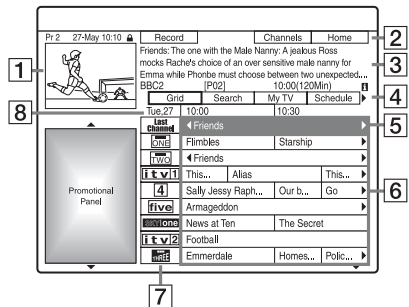 Pr 2 27-May 10:10 Record Channels Home
2
1
Friends: The one with the Male Nanny: A jealous Ross
mocks Rache's choice of an over sensitive male nanny for
Emma while Phonbe must choose between two unexpected....
3
BBC2 [P02] 10:00(120Min) i
Grid Search My TV Schedule
4
8
Tue,27 10:00 10:30
Last Channel Friends
5
ONE Flimbles Starship
TWO Friends
itv1 This... Alias This...
4 Sally Jessy Raph... Our b... Go
6
Promotional
Panel
five Armageddon
sky one News at Ten The Secret
itv2 Football
THREE Emmerdale Homes... Polic...
7